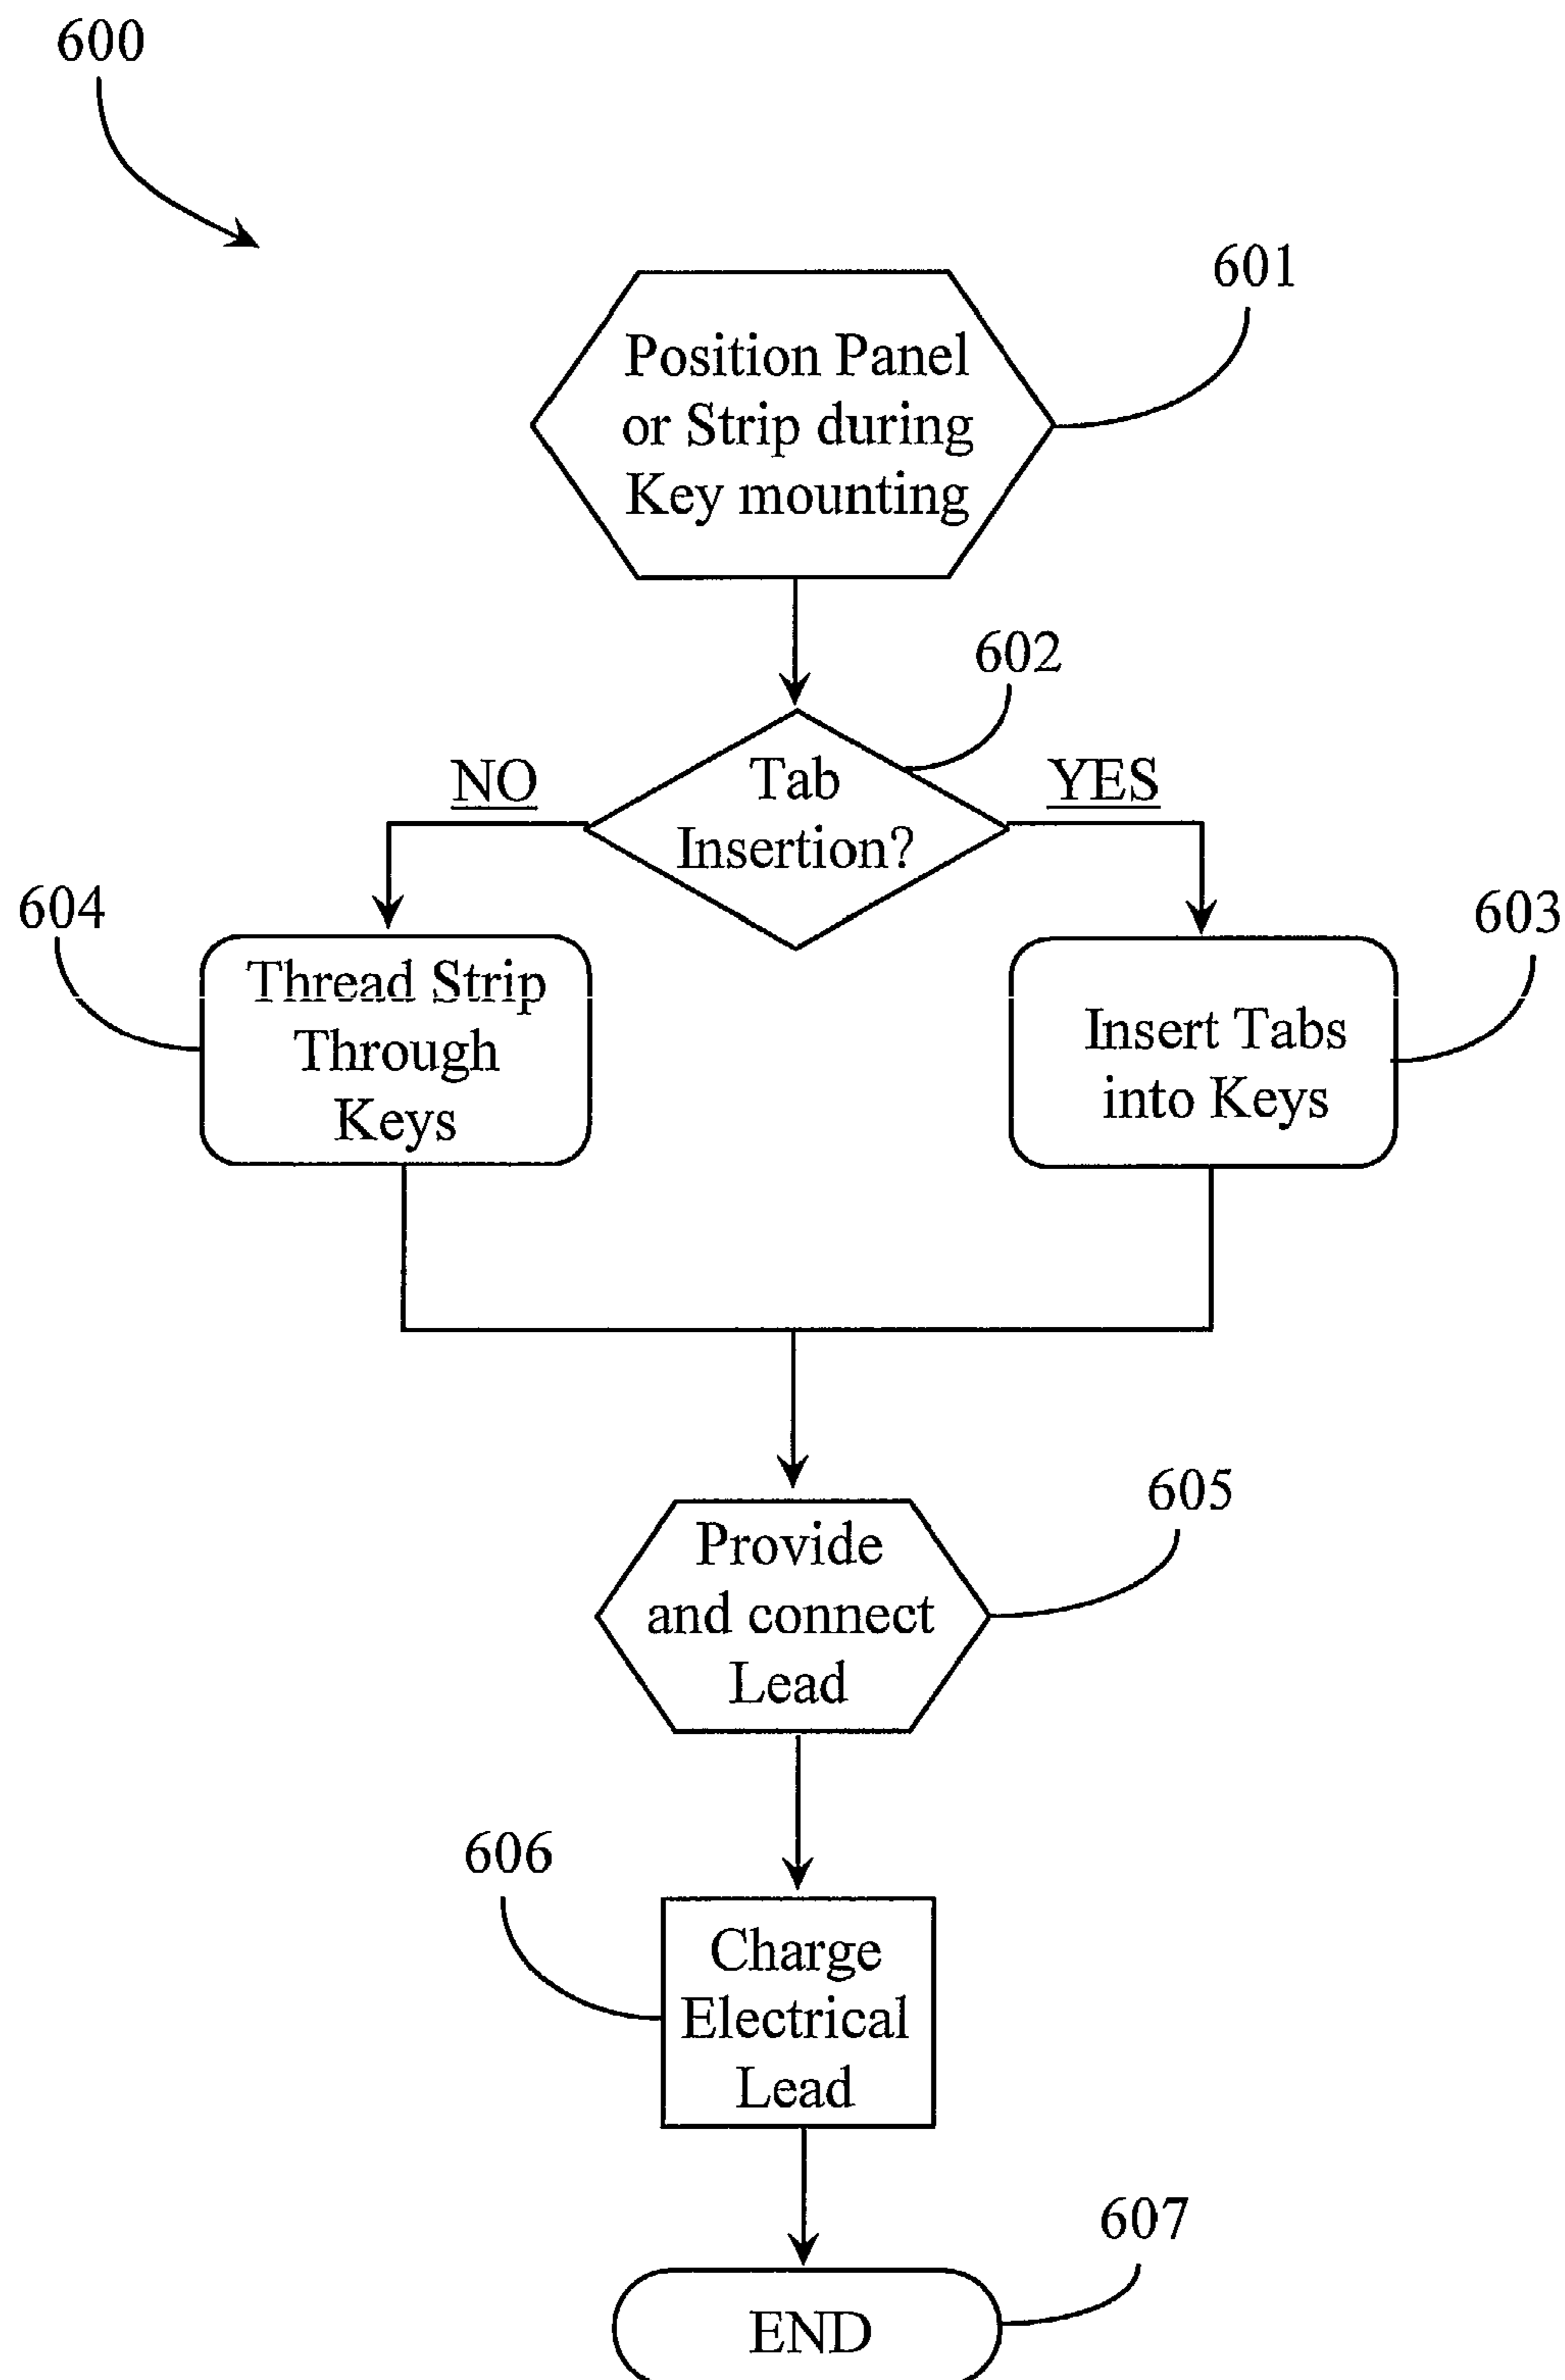 600
601
Position Panel
or Strip during
Key mounting
602
NO
Tab
Insertion?
YES
604
Thread Strip
Through
Keys
603
Insert Tabs
into Keys
605
Provide
and connect
Lead
606
Charge
Electrical
Lead
607
END